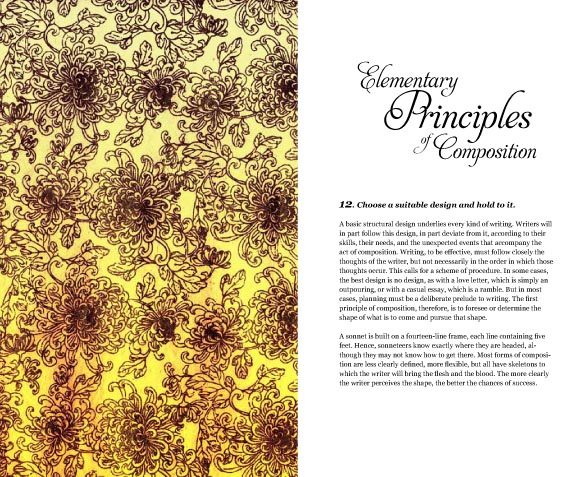 Elementary
Principles
of Composition
12. Choose a suitable design and hold to it.
A basic structural design underlies every kind of writing. Writers will
in part follow this design, in part deviate from it, according to their
skills, their needs, and the unexpected events that accompany the
act of composition. Writing, to be effective, must follow closely the
thoughts of the writer, but not necessarily in the order in which those
thoughts occur. This calls for a scheme of procedure. In some cases,
the best design is no design, as with a love letter, which is simply an
outpouring, or with a casual essay, which is a ramble. But in most
cases, planning must be a deliberate prelude to writing. The first
principle of composition, therefore, is to foresee or determine the
shape of what is to come and pursue that shape.
A sonnet is built on a fourteen-line frame, each line containing five
feet. Hence, sonneteers know exactly where they are headed, al-
though they may not know how to get there. Most forms of composi-
tion are less clearly defined, more flexible, but all have skeletons to
which the writer will bring the flesh and the blood. The more clearly
the writer perceives the shape, the better the chances of success.